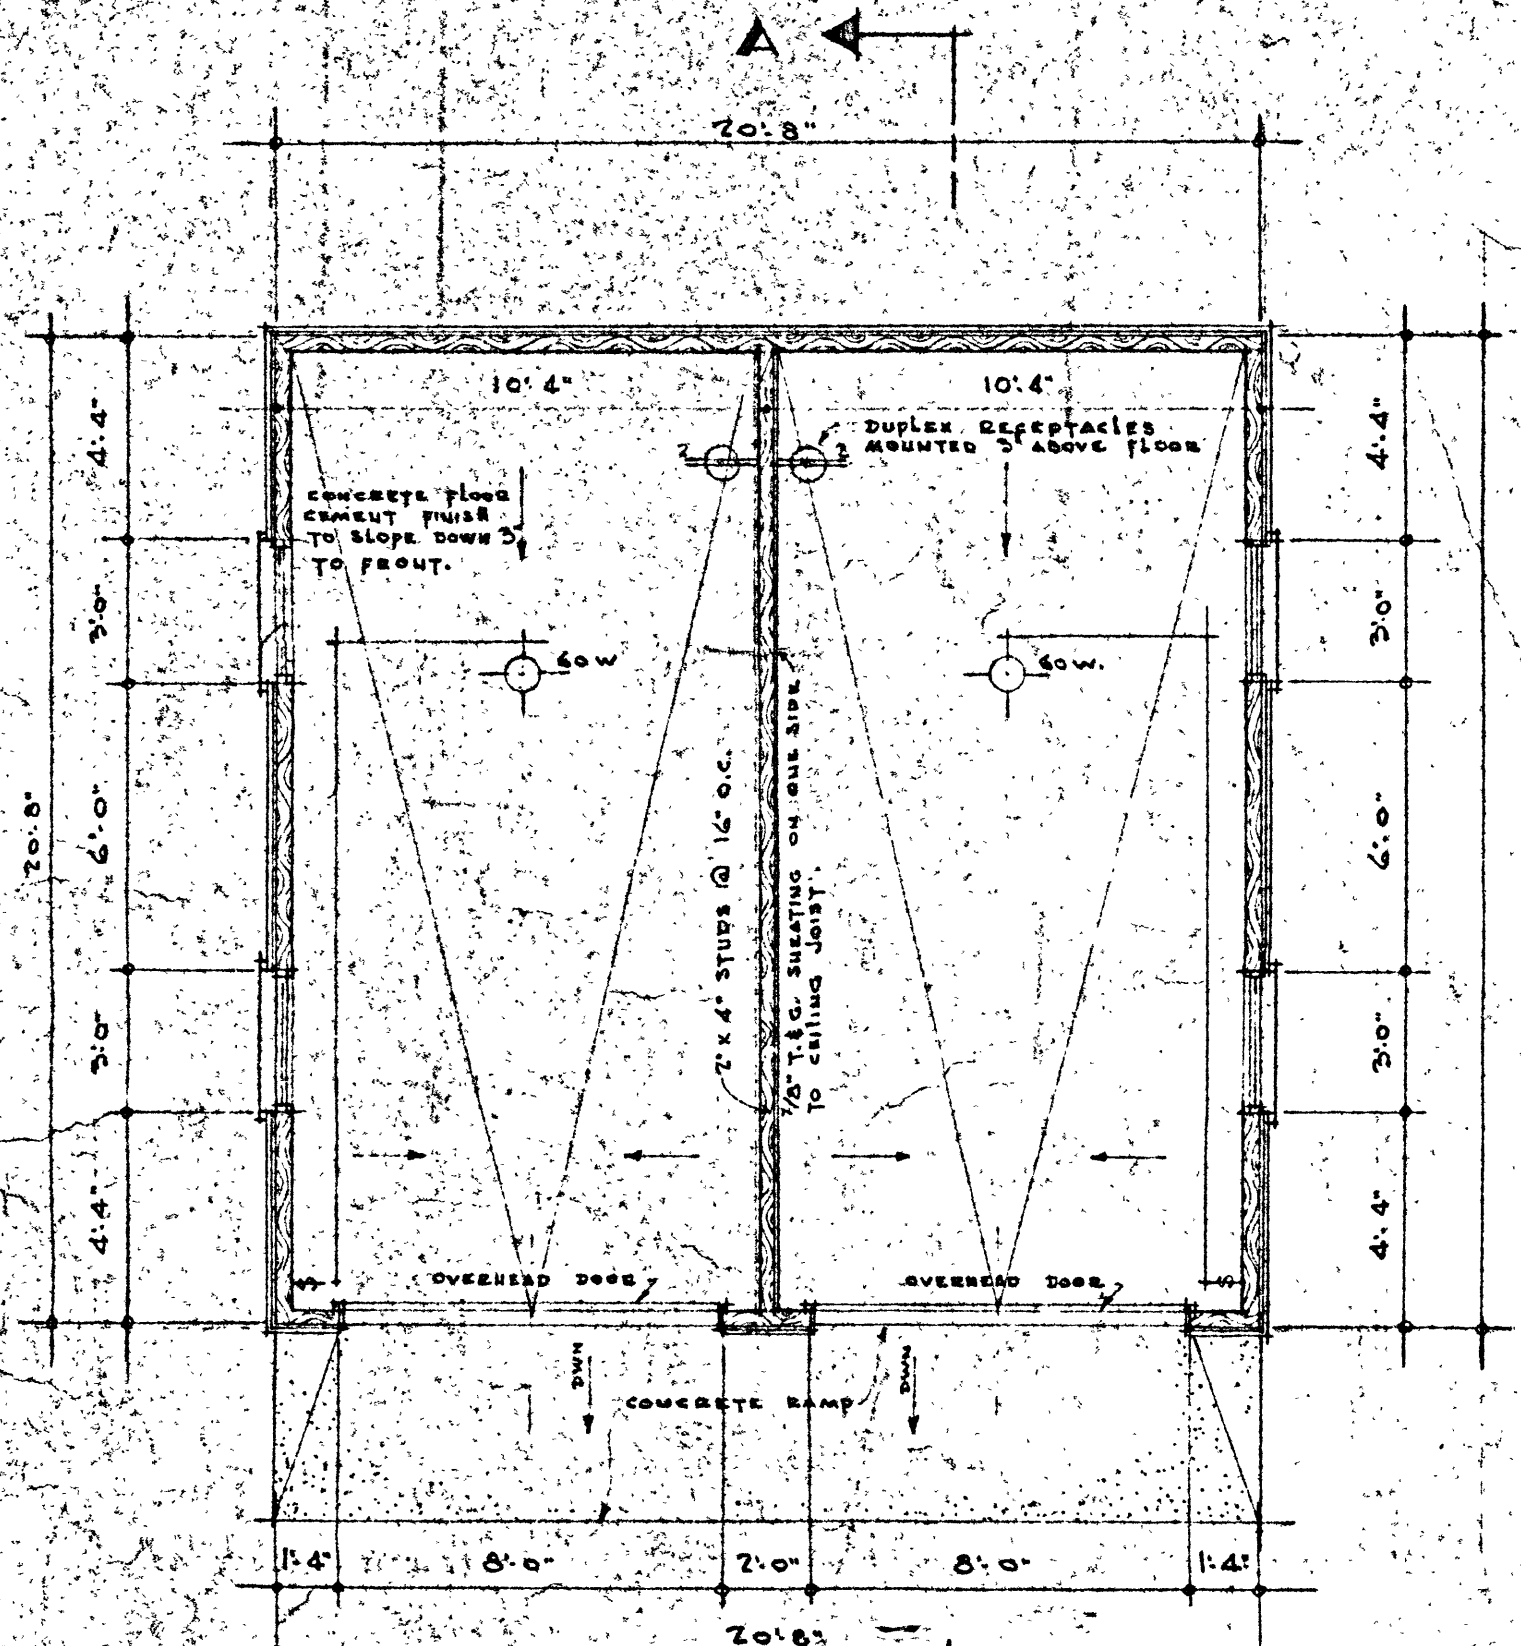 A
20'-8"
10'-4"
10'-4"
DUPLEX RECEPTACLES
MOUNTED 3' ABOVE FLOOR
2
2
CONCRETE FLOOR
CEMENT FINISH
TO SLOPE DOWN 3"
TO FRONT.
60W
60W.
4'-4"
3'-0"
6'-0"
3'-0"
4'-4"
20'-8"
4'-4"
3'-0"
6'-0"
3'-0"
4'-4"
2" X 4" STUDS @ 16" O.C.
7/8" T.&G. SHEATING ON ONE SIDE
TO CEILING JOIST.
S
OVERHEAD DOOR
OVERHEAD DOOR
S
DWN
DWN
CONCRETE RAMP
1'-4"
8'-0"
2'-0"
8'-0"
1'-4"
20'-8"